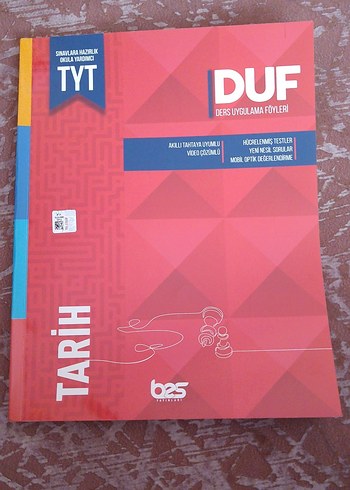 SINAVLARA HAZIRLIK
OKULA YARDIMCI
TYT
DUF
DERS UYGULAMA FÖYLERİ
AKILLI TAHTAYA UYUMLU
VİDEO ÇÖZÜMLÜ
HÜCRELENMİŞ TESTLER
YENİ NESİL SORULAR
MOBİL OPTİK DEĞERLENDİRME
TARİH
bes
YAYINLARI